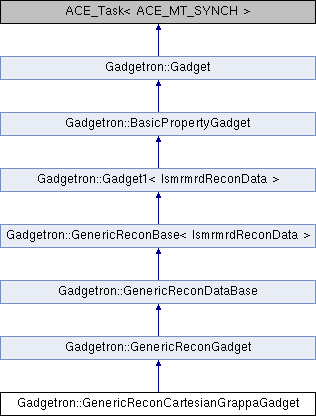 ACE_Task< ACE_MT_SYNCH >
Gadgetron::Gadget
Gadgetron::BasicPropertyGadget
Gadgetron::Gadget1< IsmrmrdReconData >
Gadgetron::GenericReconBase< IsmrmrdReconData >
Gadgetron::GenericReconDataBase
Gadgetron::GenericReconGadget
Gadgetron::GenericReconCartesianGrappaGadget